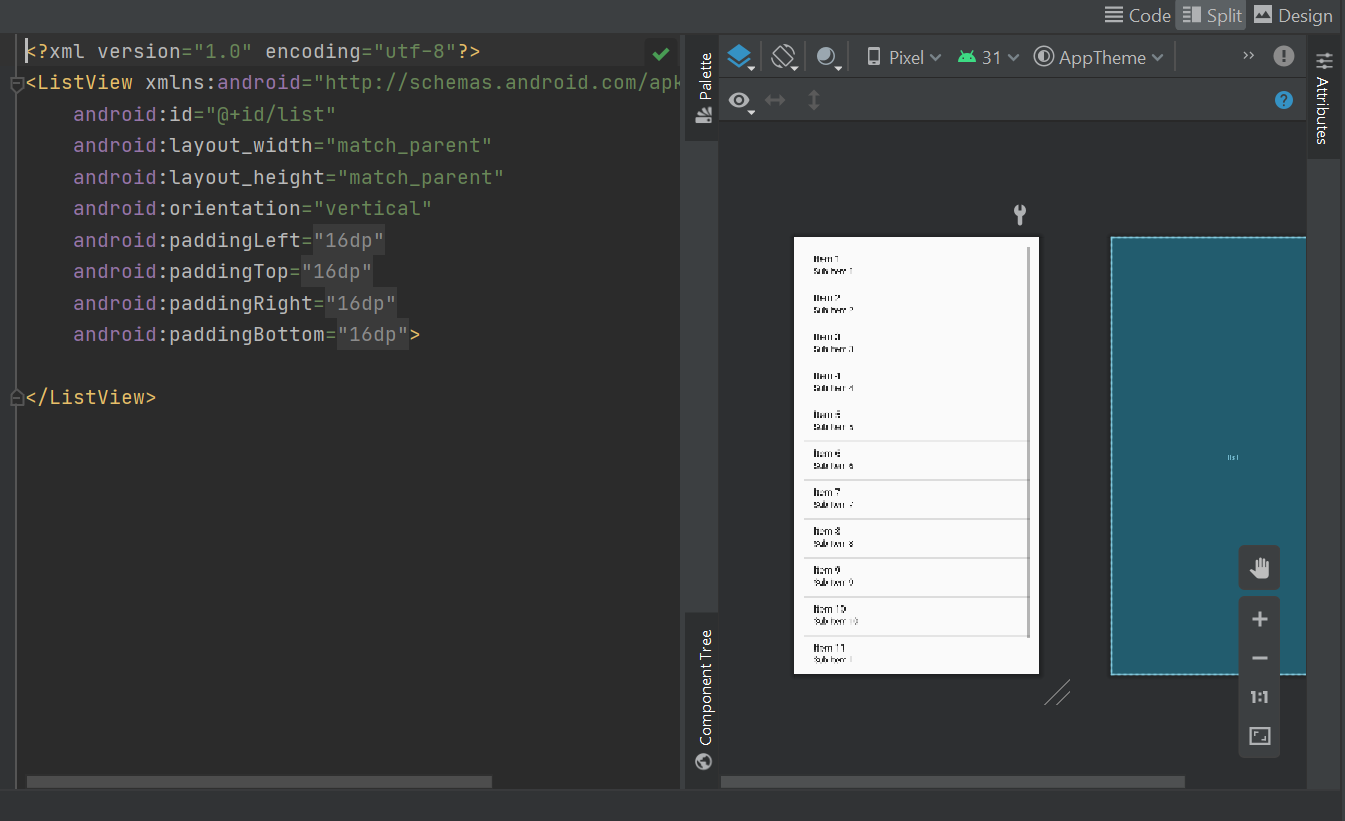 Code Split Design
<?xml version="1.0" encoding="utf-8"?>
<ListView xmlns:android="http://schemas.android.com/apk
android:id="@+id/list"
android:layout_width="match_parent"
android:layout_height="match_parent"
android:orientation="vertical"
android:paddingLeft="16dp"
android:paddingTop="16dp"
android:paddingRight="16dp"
android:paddingBottom="16dp">
</ListView>
Palette
Component Tree
Pixel 31 AppTheme
Attributes
Item 1
Sub Item 1
Item 2
Sub Item 2
Item 3
Sub Item 3
Item 4
Sub Item 4
Item 5
Sub Item 5
Item 6
Sub Item 6
Item 7
Sub Item 7
Item 8
Sub Item 8
Item 9
Sub Item 9
Item 10
Sub Item 10
Item 11
Sub Item
1:1